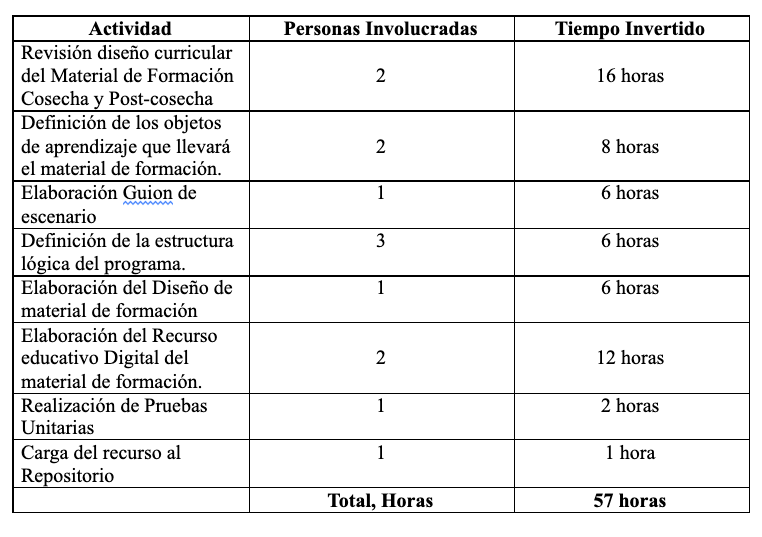 Actividad Personas Involucradas Tiempo Invertido
Revisión diseño curricular
del Material de Formación 2 16 horas
Cosecha y Post-cosecha
Definición de los objetos
de aprendizaje que llevará 2 8 horas
el material de formación.
Elaboración Guion de 1 6 horas
escenario
Definición de la estructura 3 6 horas
lógica del programa.
Elaboración del Diseño de 1 6 horas
material de formación
Elaboración del Recurso
educativo Digital del 2 12 horas
material de formación.
Realización de Pruebas 1 2 horas
Unitarias
Carga del recurso al 1 1 hora
Repositorio
Total, Horas 57 horas